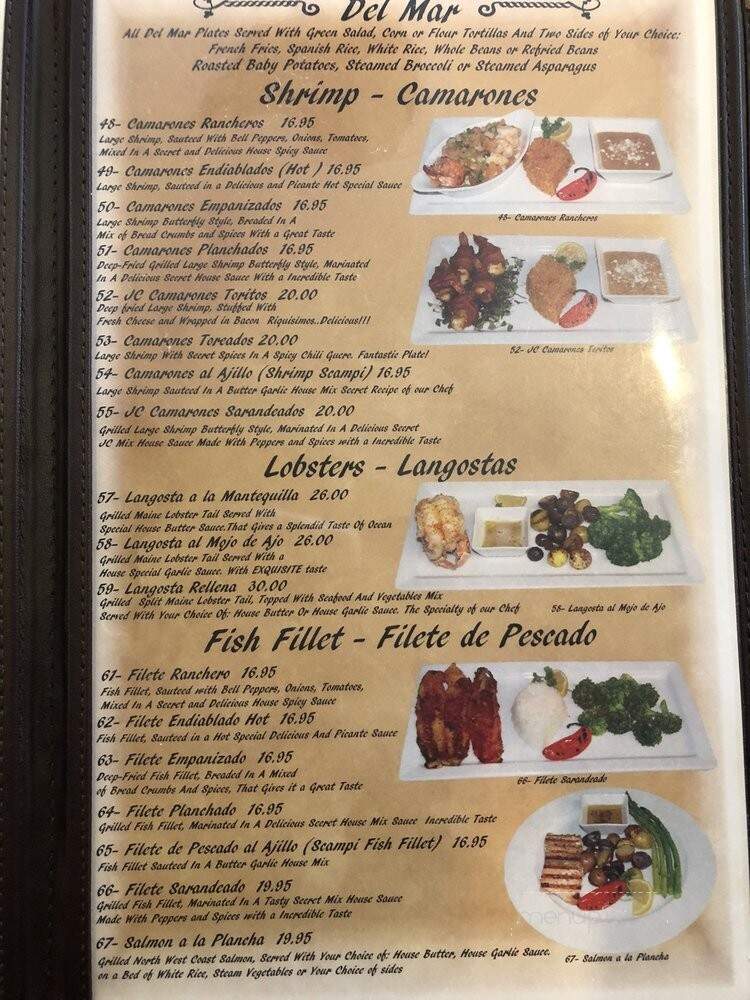 Del Mar
All Del Mar Plates Served With Green Salad, Corn or Flour Tortillas And Two Sides of Your Choice:
French Fries, Spanish Rice, White Rice, Whole Beans or Refried Beans
Roasted Baby Potatoes, Steamed Broccoli or Steamed Asparagus
Shrimp - Camarones
48- Camarones Rancheros 16.95
Large Shrimp, Sauteed With Bell Peppers, Onions, Tomatoes,
Mixed In A Secret and Delicious House Spicy Sauce
49- Camarones Endiablados (Hot ) 16.95
Large Shrimp, Sauteed in a Delicious and Picante Hot Special Sauce
50- Camarones Empanizados 16.95
Large Shrimp Butterfly Style, Breaded In A
Mix of Bread Crumbs and Spices With a Great Taste
48- Camarones Rancheros
51- Camarones Planchados 16.95
Deep-Fried Grilled Large Shrimp Butterfly Style, Marinated
In A Delicious Secret House Sauce With a Incredible Taste
52- JC Camarones Toritos 20.00
Deep fried Large Shrimp, Stuffed With
Fresh Cheese and Wrapped in Bacon Riquisimos..Delicious!!!
53- Camarones Toreados 20.00
Large Shrimp With Secret Spices In A Spicy Chili Guero. Fantastic Plate!
52- JC Camarones Toritos
54- Camarones al Ajillo (Shrimp Scampi) 16.95
Large Shrimp Sauteed In A Butter Garlic House Mix Secret Recipe of our Chef
55- JC Camarones Sarandeados 20.00
Grilled Large Shrimp Butterfly Style, Marinated In A Delicious Secret
JC Mix House Sauce Made With Peppers and Spices with a Incredible Taste
Lobsters - Langostas
57- Langosta a la Mantequilla 26.00
Grilled Maine Lobster Tail Served With
Special House Butter Sauce.That Gives a Splendid Taste Of Ocean
58- Langosta al Mojo de Ajo 26.00
Grilled Maine Lobster Tail Served With a
House Special Garlic Sauce. With EXQUISITE taste
59- Langosta Rellena 30.00
Grilled Split Maine Lobster Tail, Topped With Seafood And Vegetables Mix
Served With Your Choice Of: House Butter Or House Garlic Sauce. The Specialty of our Chef
58- Langosta al Mojo de Ajo
Fish Fillet - Filete de Pescado
61- Filete Ranchero 16.95
Fish Fillet, Sauteed with Bell Peppers, Onions, Tomatoes,
Mixed In A Secret and Delicious House Spicy Sauce
62- Filete Endiablado Hot 16.95
Fish Fillet, Sauteed in a Hot Special Delicious And Picante Sauce
63- Filete Empanizado 16.95
Deep-Fried Fish Fillet, Breaded In A Mixed
of Bread Crumbs And Spices, That Gives it a Great Taste
66- Filete Sarandeado
64- Filete Planchado 16.95
Grilled Fish Fillet, Marinated In A Delicious Secret House Mix Sauce Incredible Taste
65- Filete de Pescado al Ajillo (Scampi Fish Fillet) 16.95
Fish Fillet Sauteed In A Butter Garlic House Mix
66- Filete Sarandeado 19.95
Grilled Fish Fillet, Marinated In A Tasty Secret Mix House Sauce
Made With Peppers and Spices with a Incredible Taste
67- Salmon a la Plancha 19.95
Grilled North West Coast Salmon, Served With Your Choice of: House Butter, House Garlic Sauce.
on a Bed of White Rice, Steam Vegetables or Your Choice of sides
67- Salmon a la Plancha